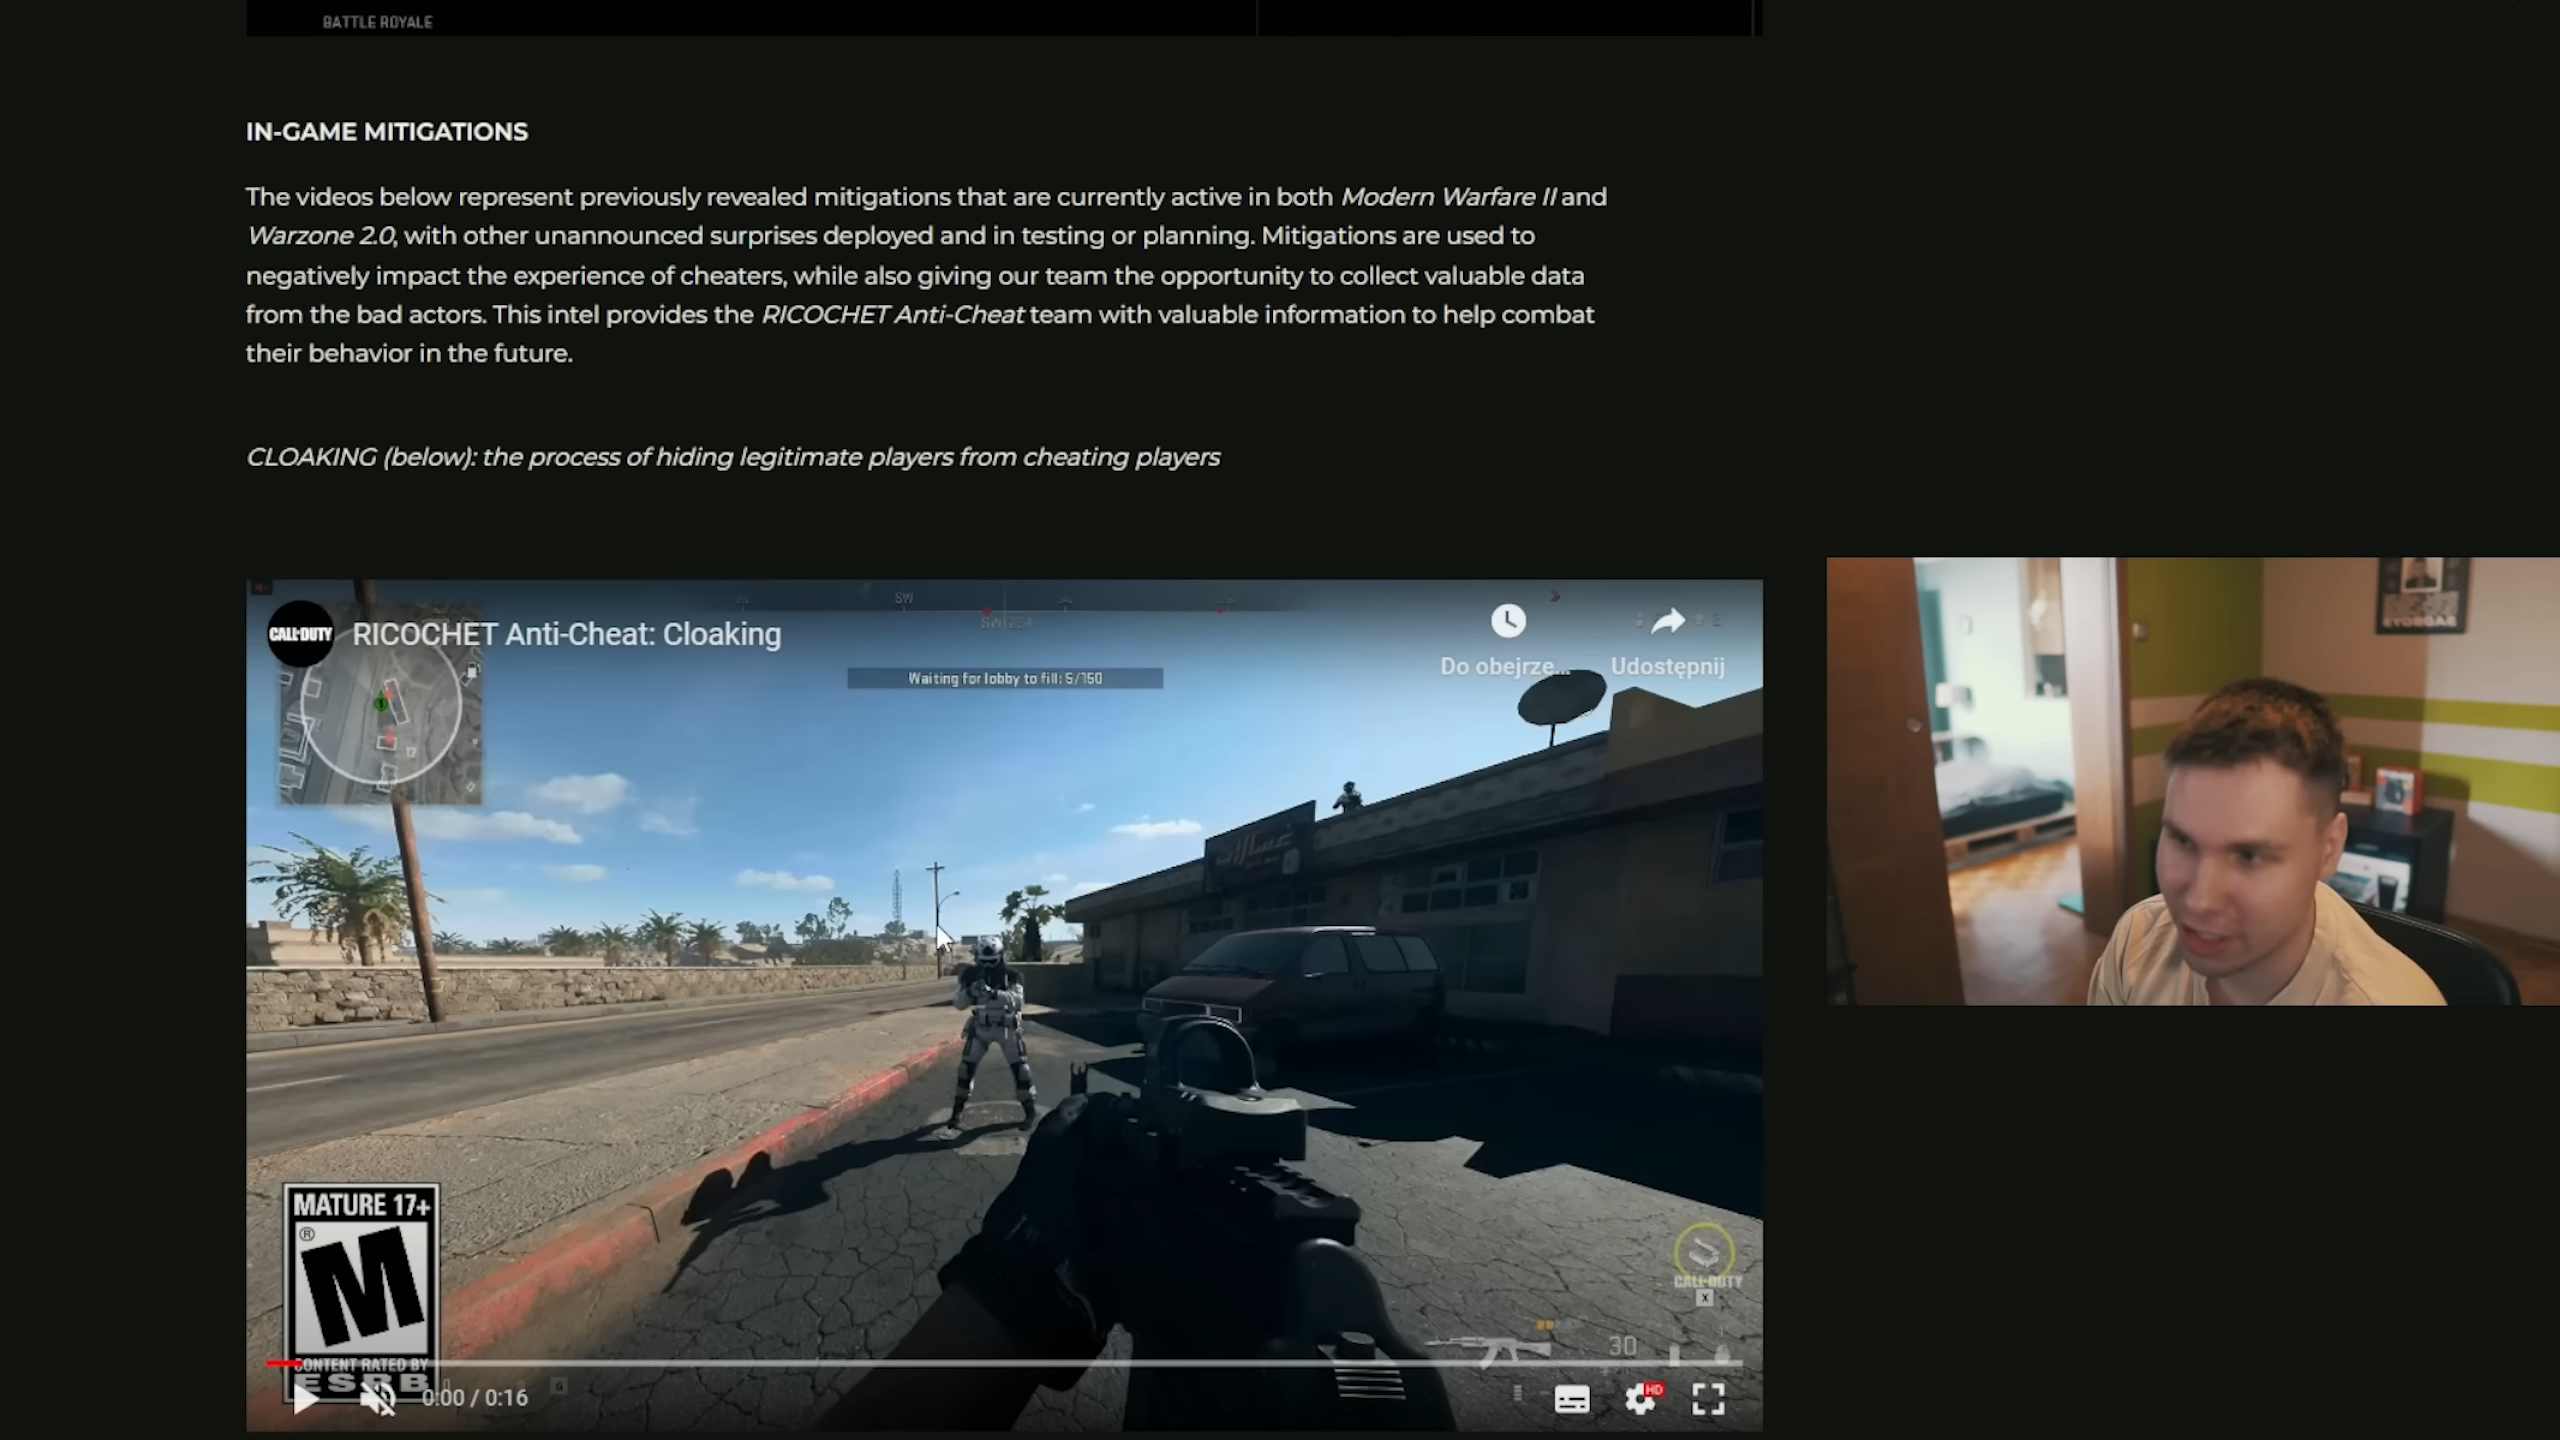 BATTLE ROYALE
IN-GAME MITIGATIONS
The videos below represent previously revealed mitigations that are currently active in both Modern Warfare II and
Warzone 2.0, with other unannounced surprises deployed and in testing or planning. Mitigations are used to
negatively impact the experience of cheaters, while also giving our team the opportunity to collect valuable data
from the bad actors. This intel provides the RICOCHET Anti-Cheat team with valuable information to help combat
their behavior in the future.
CLOAKING (below): the process of hiding legitimate players from cheating players
SW
CALL·DUTY
RICOCHET Anti-Cheat: Cloaking
Do obejrze...
Udostępnij
Waiting for lobby to fill: 5/150
MATURE 17+
M
CONTENT RATED BY
ESRB
CALL·DUTY
X
30
0:00 / 0:16
HD